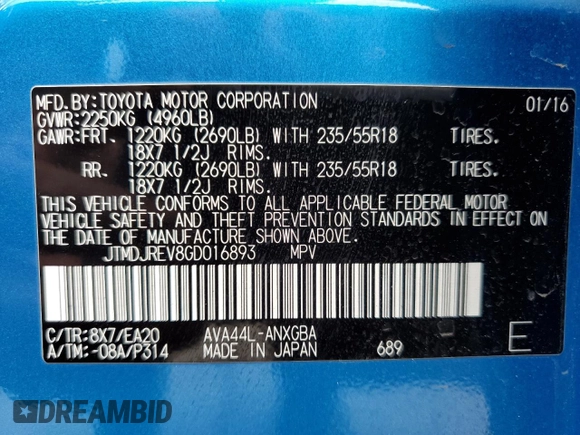 MFD.BY:TOYOTA MOTOR CORPORATION 01/16
GVWR:2250KG (4960LB)
GAWR:FRT. 1220KG (2690LB) WITH 235/55R18 TIRES.
18X7 1/2J RIMS.
RR. 1220KG (2690LB) WITH 235/55R18 TIRES.
18X7 1/2J RIMS.
THIS VEHICLE CONFORMS TO ALL APPLICABLE FEDERAL MOTOR
VEHICLE SAFETY AND THEFT PREVENTION STANDARDS IN EFFECT ON
THE DATE OF MANUFACTURE SHOWN ABOVE.
JTMDJREV8GD016893 MPV
C/TR:8X7/EA20 AVA44L-ANXGBA
A/TM:-08A/P314 MADE IN JAPAN 689 E
DREAMBID